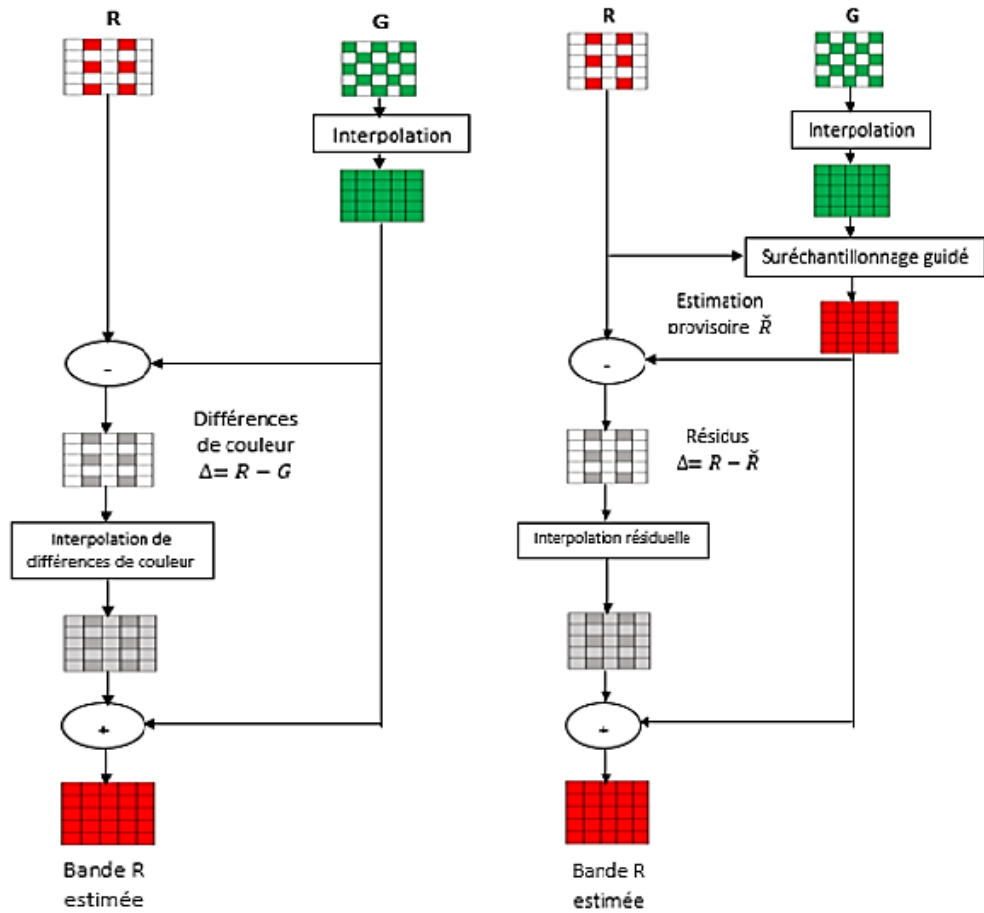 R
G
Interpolation
-
Différences
de couleur
Δ= R − G
Interpolation de
différences de couleur
+
Bande R
estimée
R
G
Interpolation
Suréchantillonnage guidé
Estimation
provisoire Ř
-
Résidus
Δ= R − Ř
Interpolation résiduelle
+
Bande R
estimée